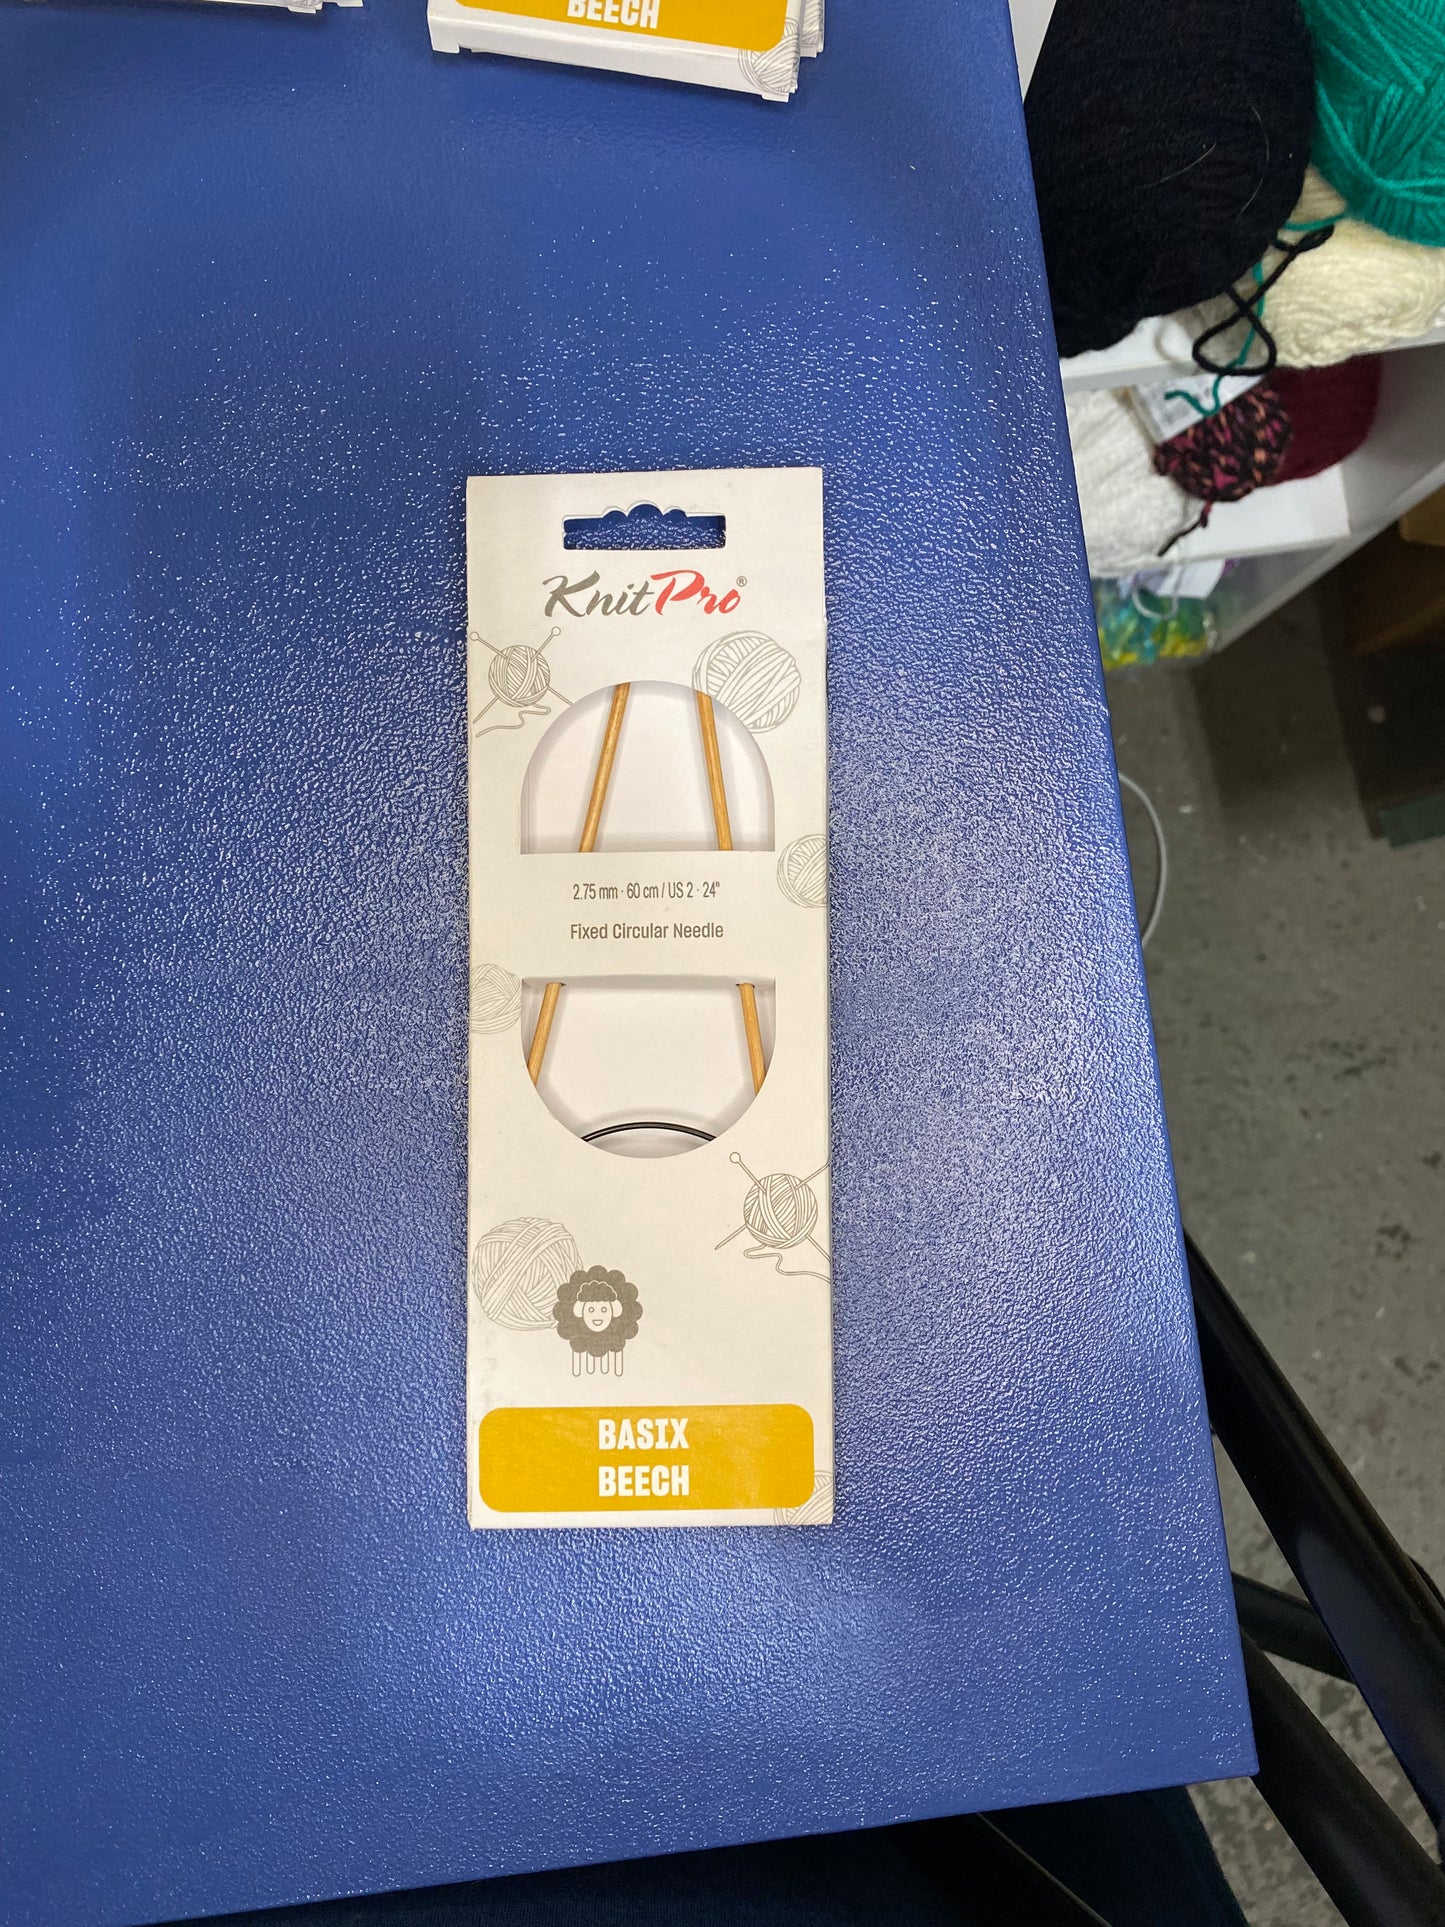 BEECH
KnitPro®
2.75 mm · 60 cm / US 2 · 24"
Fixed Circular Needle
BASIX
BEECH